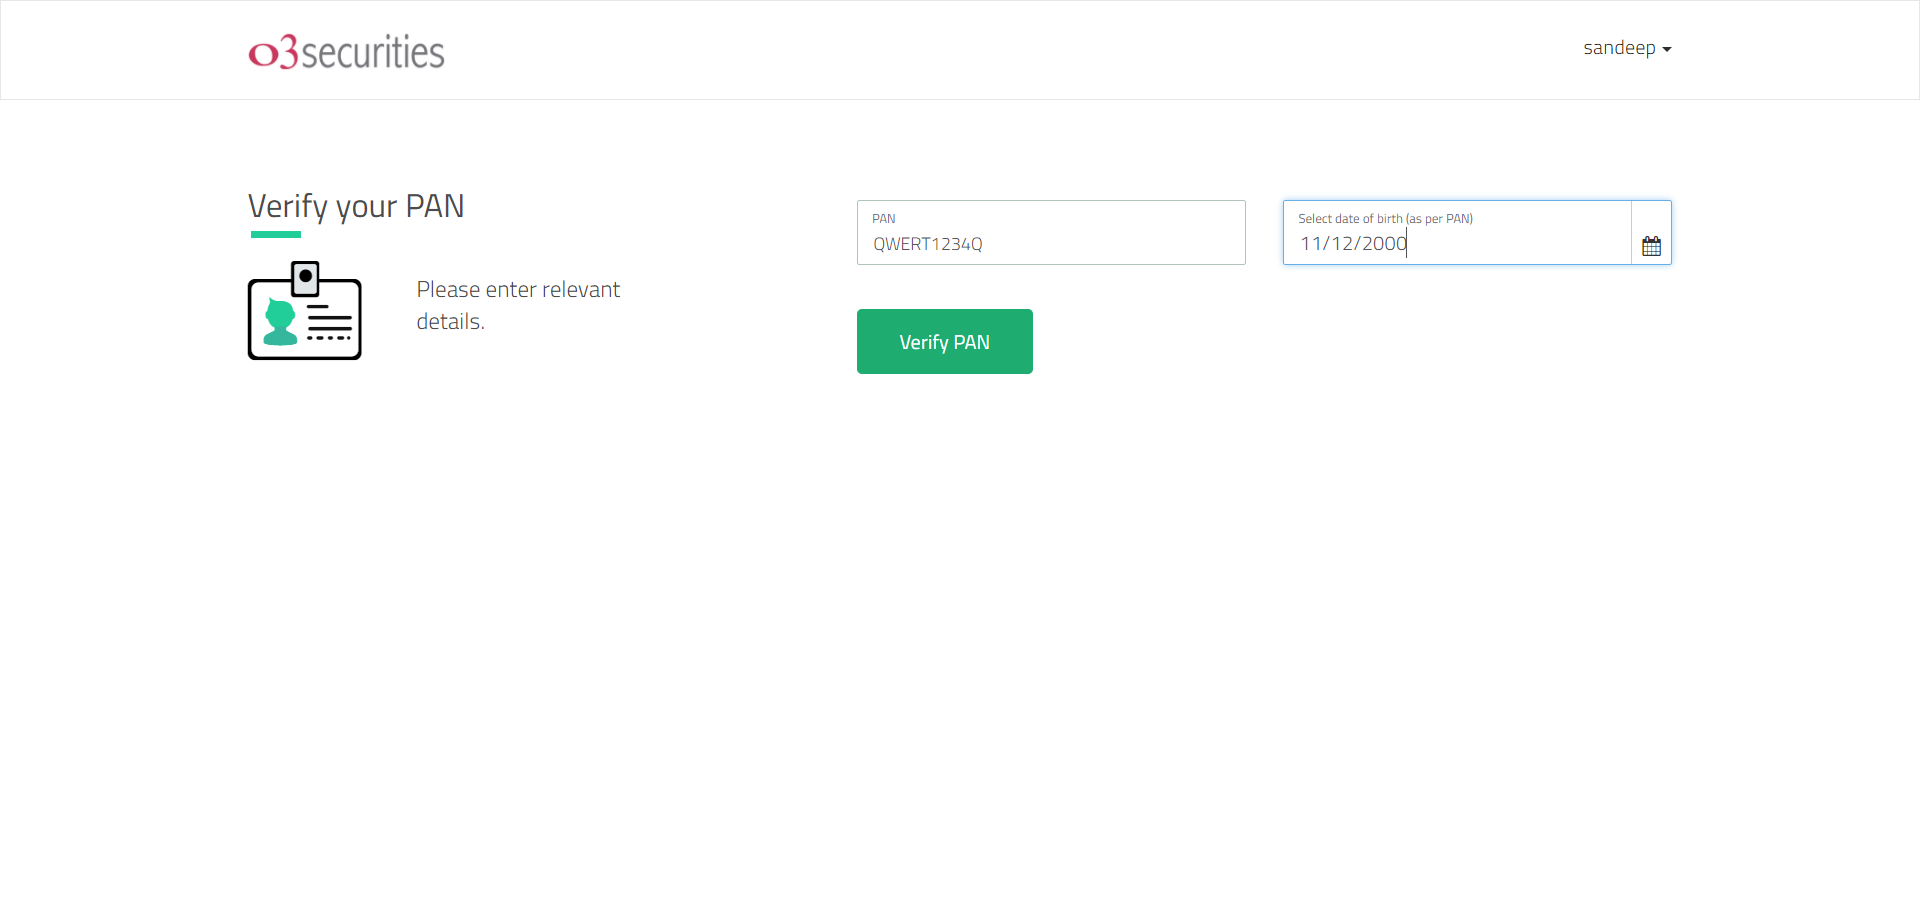 o3securities
sandeep
Verify your PAN
Please enter relevant
details.
PAN
QWERT1234Q
Select date of birth (as per PAN)
11/12/2000
Verify PAN